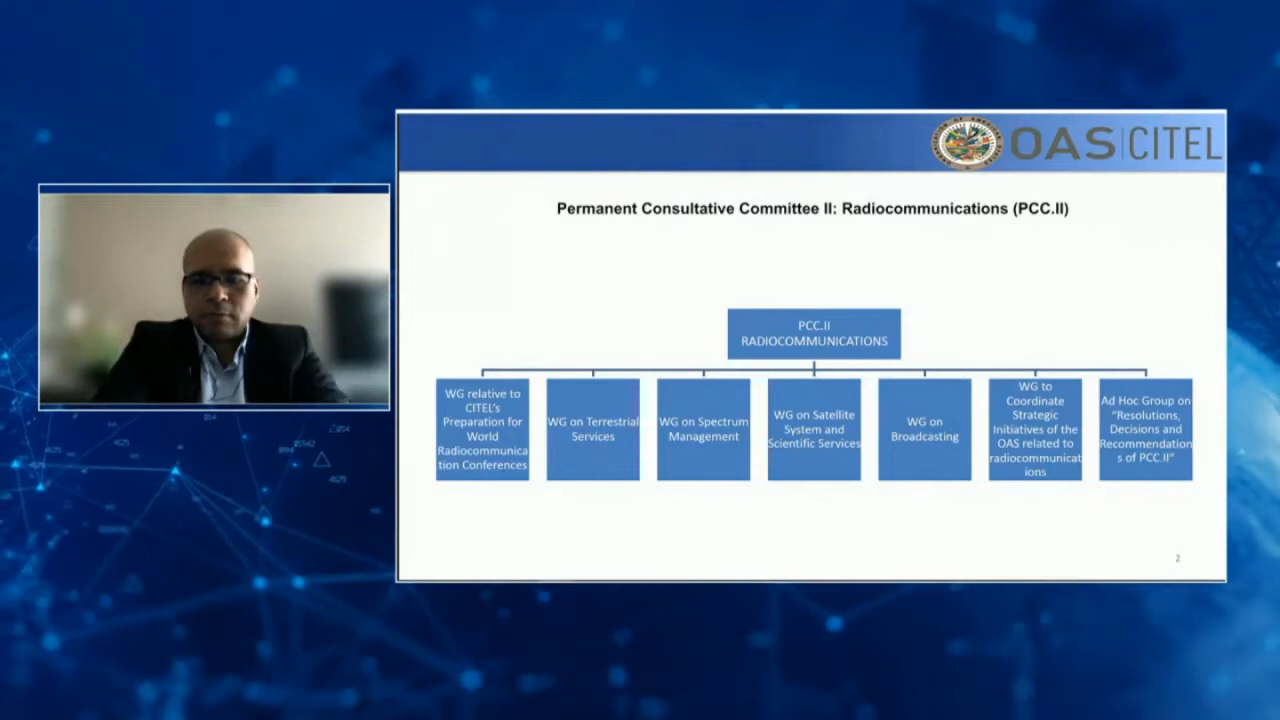 OAS|CITEL
Permanent Consultative Committee II: Radiocommunications (PCC.II)
PCC.II
RADIOCOMMUNICATIONS
WG relative to
CITEL's
Preparation for
World
Radiocommunica
tion Conferences
WG on Terrestrial
Services
WG on Spectrum
Management
WG on Satellite
System and
Scientific Services
WG on
Broadcasting
WG to
Coordinate
Strategic
Initiatives of the
OAS related to
radiocommunicat
ions
Ad Hoc Group on
“Resolutions,
Decisions and
Recommendation
s of PCC.II”
2